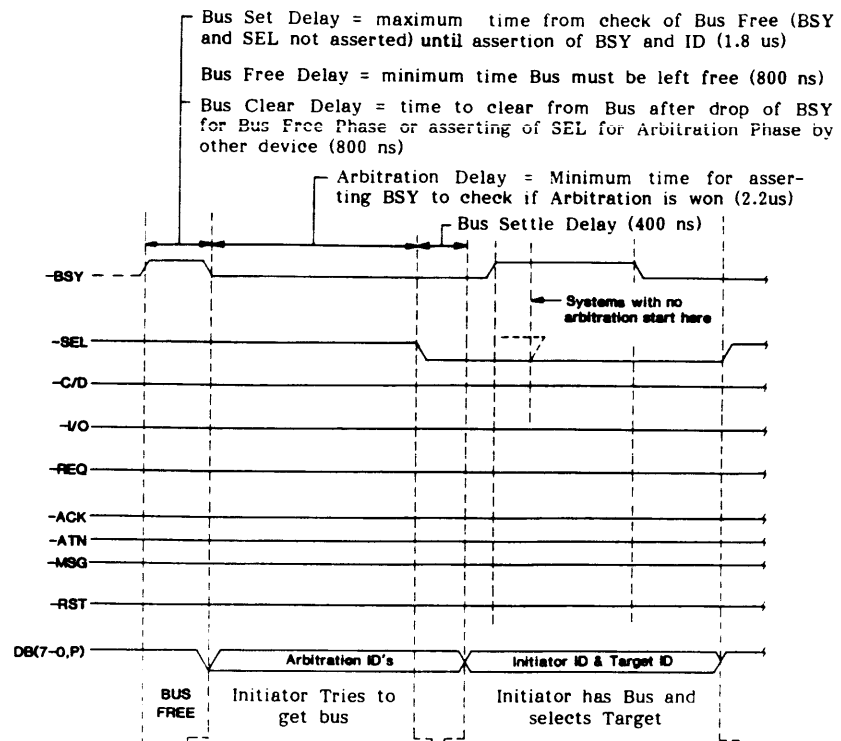 Bus Set Delay = maximum time from check of Bus Free (BSY
and SEL not asserted) until assertion of BSY and ID (1.8 us)
Bus Free Delay = minimum time Bus must be left free (800 ns)
Bus Clear Delay = time to clear from Bus after drop of BSY
for Bus Free Phase or asserting of SEL for Arbitration Phase by
other device (800 ns)
Arbitration Delay = Minimum time for asser-
ting BSY to check if Arbitration is won (2.2us)
Bus Settle Delay (400 ns)
-BSY
Systems with no
arbitration start here
-SEL
-C/D
-I/O
-REQ
-ACK
-ATN
-MSG
-RST
DB(7-0,P)
Arbitration ID's
Initiator ID & Target ID
BUS
FREE
Initiator Tries to
get bus
Initiator has Bus and
selects Target